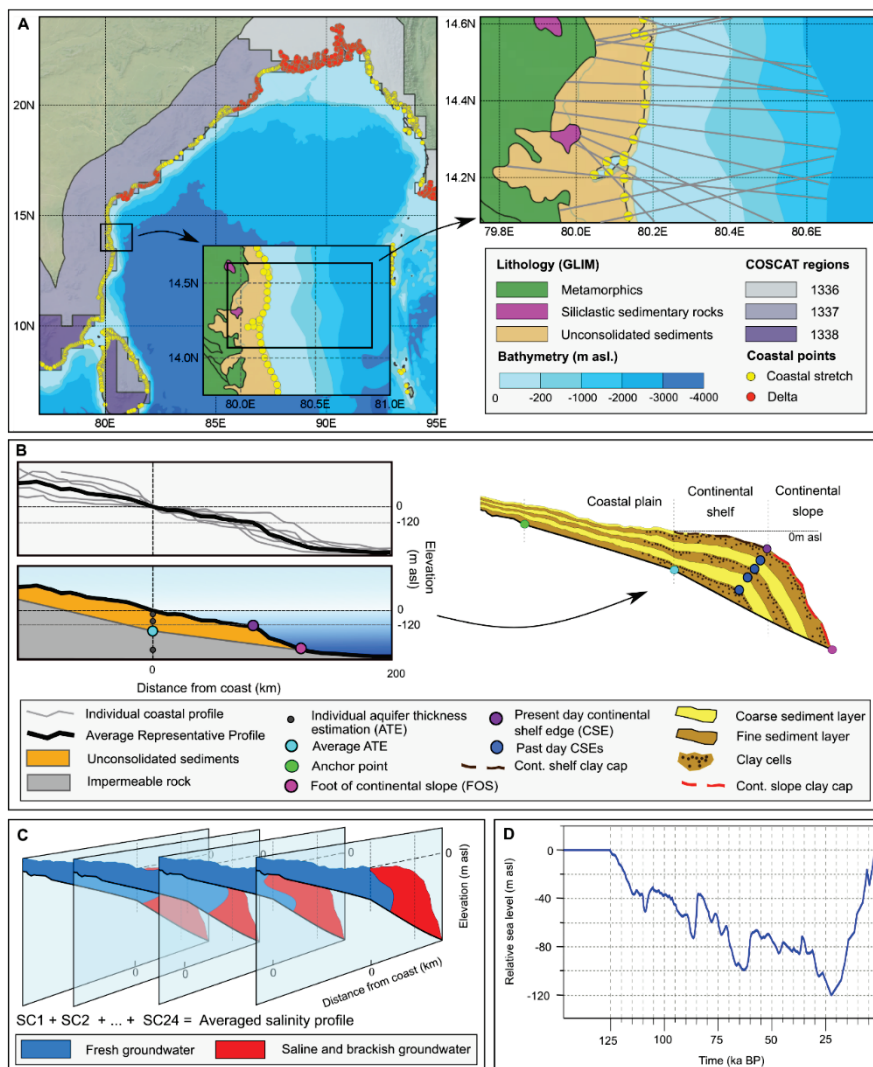 A
20N
15N
10N
80E
85E
90E
95E
14.5N
14.0N
80.0E
80.5E
81.0E
14.6N
14.4N
14.2N
79.8E
80.0E
80.2E
80.4E
80.6E
Lithology (GLIM)
Metamorphics
Siliclastic sedimentary rocks
Unconsolidated sediments
COSCAT regions
1336
1337
1338
Bathymetry (m asl.)
0
-200
-1000
-2000
-3000
-4000
Coastal points
Coastal stretch
Delta
B
0
-120
0
-120
Elevation
(m asl)
0
200
Distance from coast (km)
Coastal plain
Continental
shelf
Continental
slope
0m asl
Individual coastal profile
Average Representative Profile
Unconsolidated sediments
Impermeable rock
Individual aquifer thickness
estimation (ATE)
Average ATE
Anchor point
Foot of continental slope (FOS)
Present day continental
shelf edge (CSE)
Past day CSEs
Cont. shelf clay cap
Coarse sediment layer
Fine sediment layer
Clay cells
Cont. slope clay cap
C
0
0
0
0
Elevation (m asl)
0
0
0
0
Distance from coast (km)
SC1 + SC2 + ... + SC24 = Averaged salinity profile
Fresh groundwater
Saline and brackish groundwater
D
Relative sea level (m asl)
0
-40
-80
-120
125
100
75
50
25
Time (ka BP)